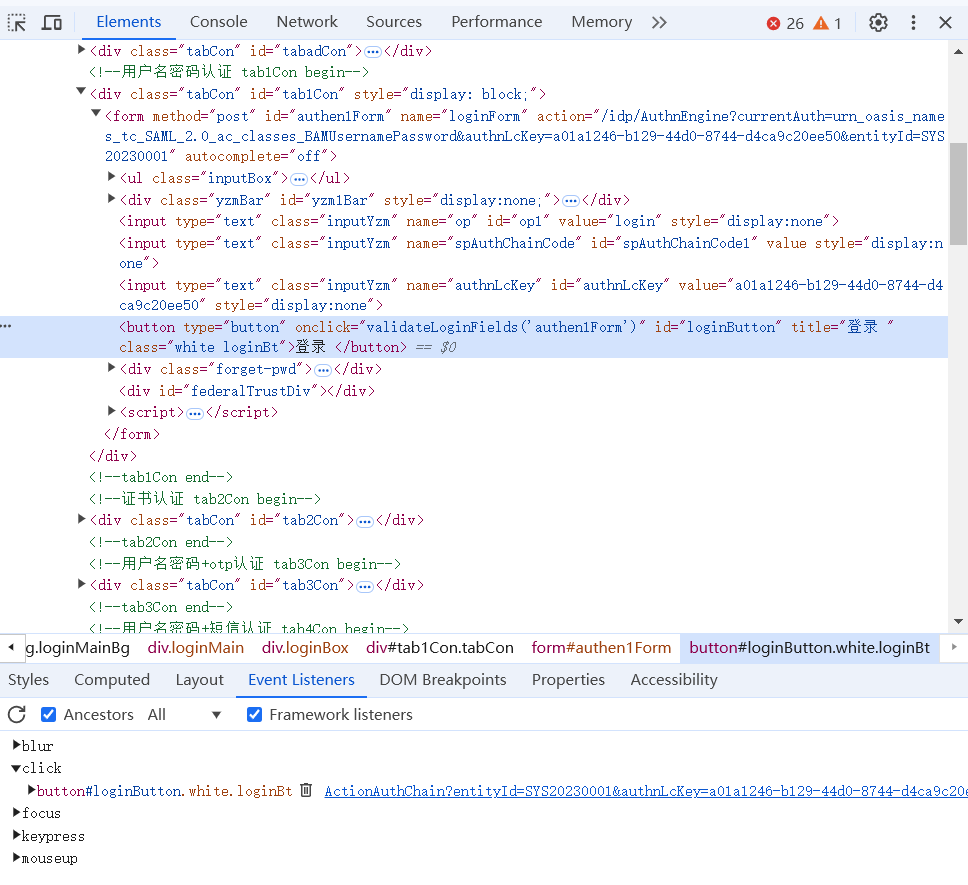 Elements Console Network Sources Performance Memory 26 1
<div class="tabCon" id="tabadCon">…</div>
<!--用户名密码认证 tab1Con begin-->
<div class="tabCon" id="tab1Con" style="display: block;">
<form method="post" id="authen1Form" name="loginForm" action="/idp/AuthnEngine?currentAuth=urn_oasis_name
s_tc_SAML_2.0_ac_classes_BAMUsernamePassword&authnLcKey=a01a1246-b129-44d0-8744-d4ca9c20ee50&entityId=SYS
20230001" autocomplete="off">
<ul class="inputBox">…</ul>
<div class="yzmBar" id="yzm1Bar" style="display:none;">…</div>
<input type="text" class="inputYzm" name="op" id="op1" value="login" style="display:none">
<input type="text" class="inputYzm" name="spAuthChainCode" id="spAuthChainCode1" value style="display:n
one">
<input type="text" class="inputYzm" name="authnLcKey" id="authnLcKey" value="a01a1246-b129-44d0-8744-d4
ca9c20ee50" style="display:none">
<button type="button" onclick="validateLoginFields('authen1Form')" id="loginButton" title="登录 "
class="white loginBt">登录 </button> == $0
<div class="forget-pwd">…</div>
<div id="federalTrustDiv"></div>
<script>…</script>
</form>
</div>
<!--tab1Con end-->
<!--证书认证 tab2Con begin-->
<div class="tabCon" id="tab2Con">…</div>
<!--tab2Con end-->
<!--用户名密码+otp认证 tab3Con begin-->
<div class="tabCon" id="tab3Con">…</div>
<!--tab3Con end-->
<!--用户名密码+短信认证 tab4Con begin-->
g.loginMainBg div.loginMain div.loginBox div#tab1Con.tabCon form#authen1Form button#loginButton.white.loginBt
Styles Computed Layout Event Listeners DOM Breakpoints Properties Accessibility
Ancestors All Framework listeners
blur
click
button#loginButton.white.loginBt ActionAuthChain?entityId=SYS20230001&authnLcKey=a01a1246-b129-44d0-8744-d4ca9c20e
focus
keypress
mouseup